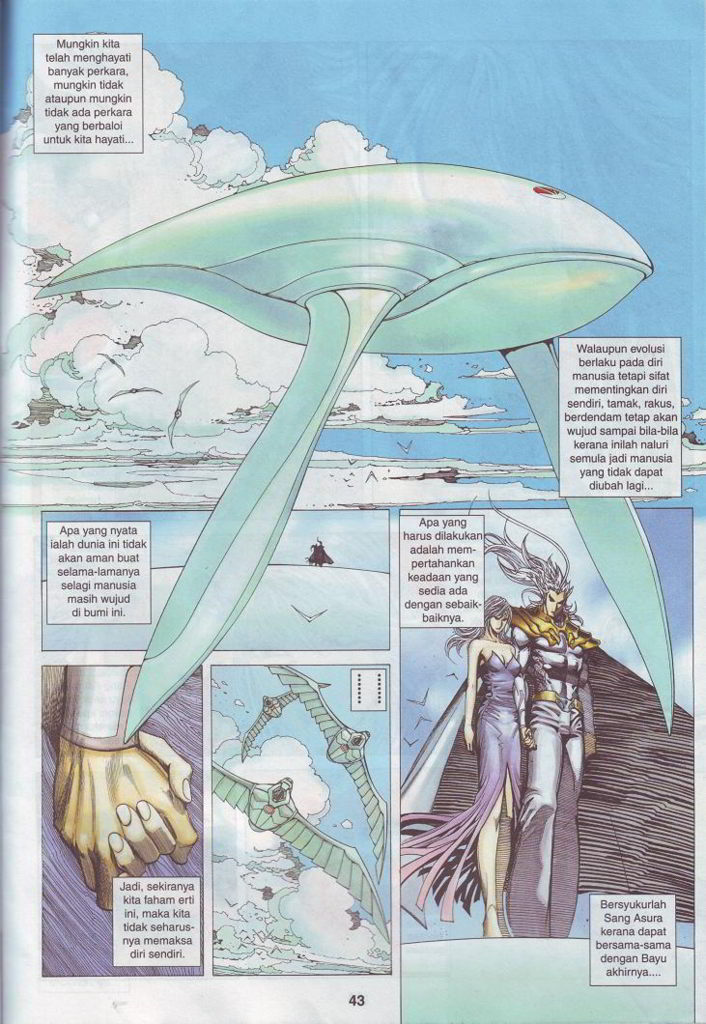 Mungkin kita
telah menghayati
banyak perkara,
mungkin tidak
ataupun mungkin
tidak ada perkara
yang berbaloi
untuk kita hayati...
Walaupun evolusi
berlaku pada diri
manusia tetapi sifat
mementingkan diri
sendiri, tamak, rakus,
berdendam tetap akan
wujud sampai bila-bila
kerana inilah naluri
semula jadi manusia
yang tidak dapat
diubah lagi...
Apa yang nyata
ialah dunia ini tidak
akan aman buat
selama-lamanya
selagi manusia
masih wujud
di bumi ini.
Apa yang
harus dilakukan
adalah mem-
pertahankan
keadaan yang
sedia ada
dengan sebaik-
baiknya.
Jadi, sekiranya
kita faham erti
ini, maka kita
tidak seharus-
nya memaksa
diri sendiri.
Bersyukurlah
Sang Asura
kerana dapat
bersama-sama
dengan Bayu
akhirnya....
43